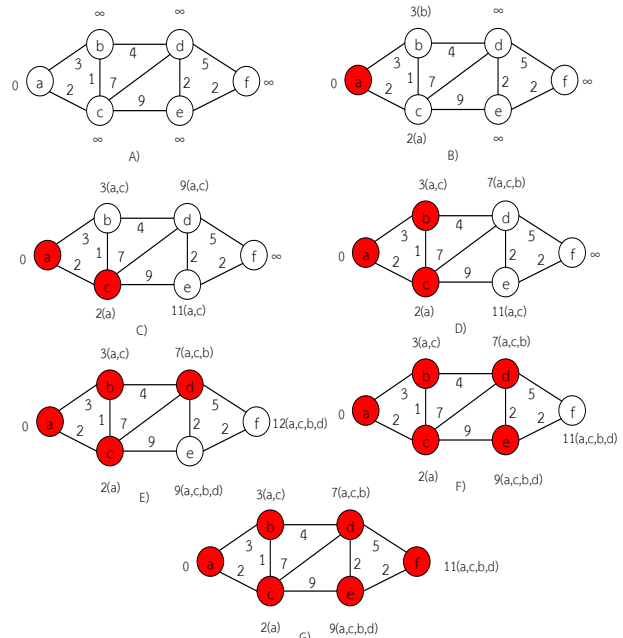 ∞ ∞
b 4 d
3 5
0 a 1 7 2 f ∞
2 2
c 9 e
∞ ∞
A)
3(b) ∞
b 4 d
3 5
0 a 1 7 2 f ∞
2 2
c 9 e
2(a) ∞
B)
3(a,c) 9(a,c)
b 4 d
3 5
0 a 1 7 2 f ∞
2 2
c 9 e
2(a) 11(a,c)
C)
3(a,c) 7(a,c,b)
b 4 d
3 5
0 a 1 7 2 f ∞
2 2
c 9 e
2(a) 11(a,c)
D)
3(a,c) 7(a,c,b)
b 4 d
3 5
0 a 1 7 2 f 12(a,c,b,d)
2 2
c 9 e
2(a) 9(a,c,b,d)
E)
3(a,c) 7(a,c,b)
b 4 d
3 5
0 a 1 7 2 f
2 2 11(a,c,b,d)
c 9 e
2(a) 9(a,c,b,d)
F)
3(a,c) 7(a,c,b)
b 4 d
3 5
0 a 1 7 2 f 11(a,c,b,d)
2 2
c 9 e
2(a) 9(a,c,b,d)
G)